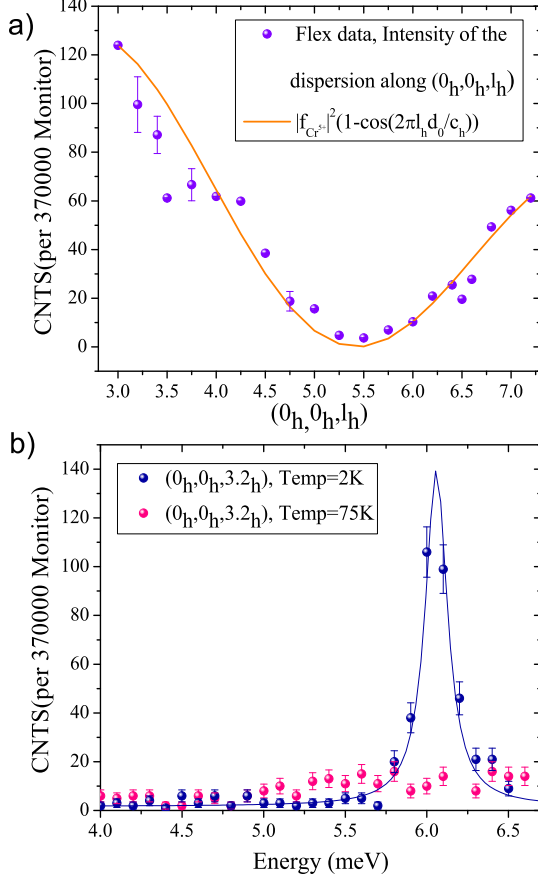 a)
140
120
100
80
60
40
20
0
CNTS(per 370000 Monitor)
Flex data, Intensity of the
dispersion along (0h,0h,lh)
|fCr5+|²(1-cos(2πlhd0/ch))
3.0 3.5 4.0 4.5 5.0 5.5 6.0 6.5 7.0
(0h,0h,lh)
b)
140
120
100
80
60
40
20
0
CNTS(per 370000 Monitor)
(0h,0h,3.2h), Temp=2K
(0h,0h,3.2h), Temp=75K
4.0 4.5 5.0 5.5 6.0 6.5
Energy (meV)